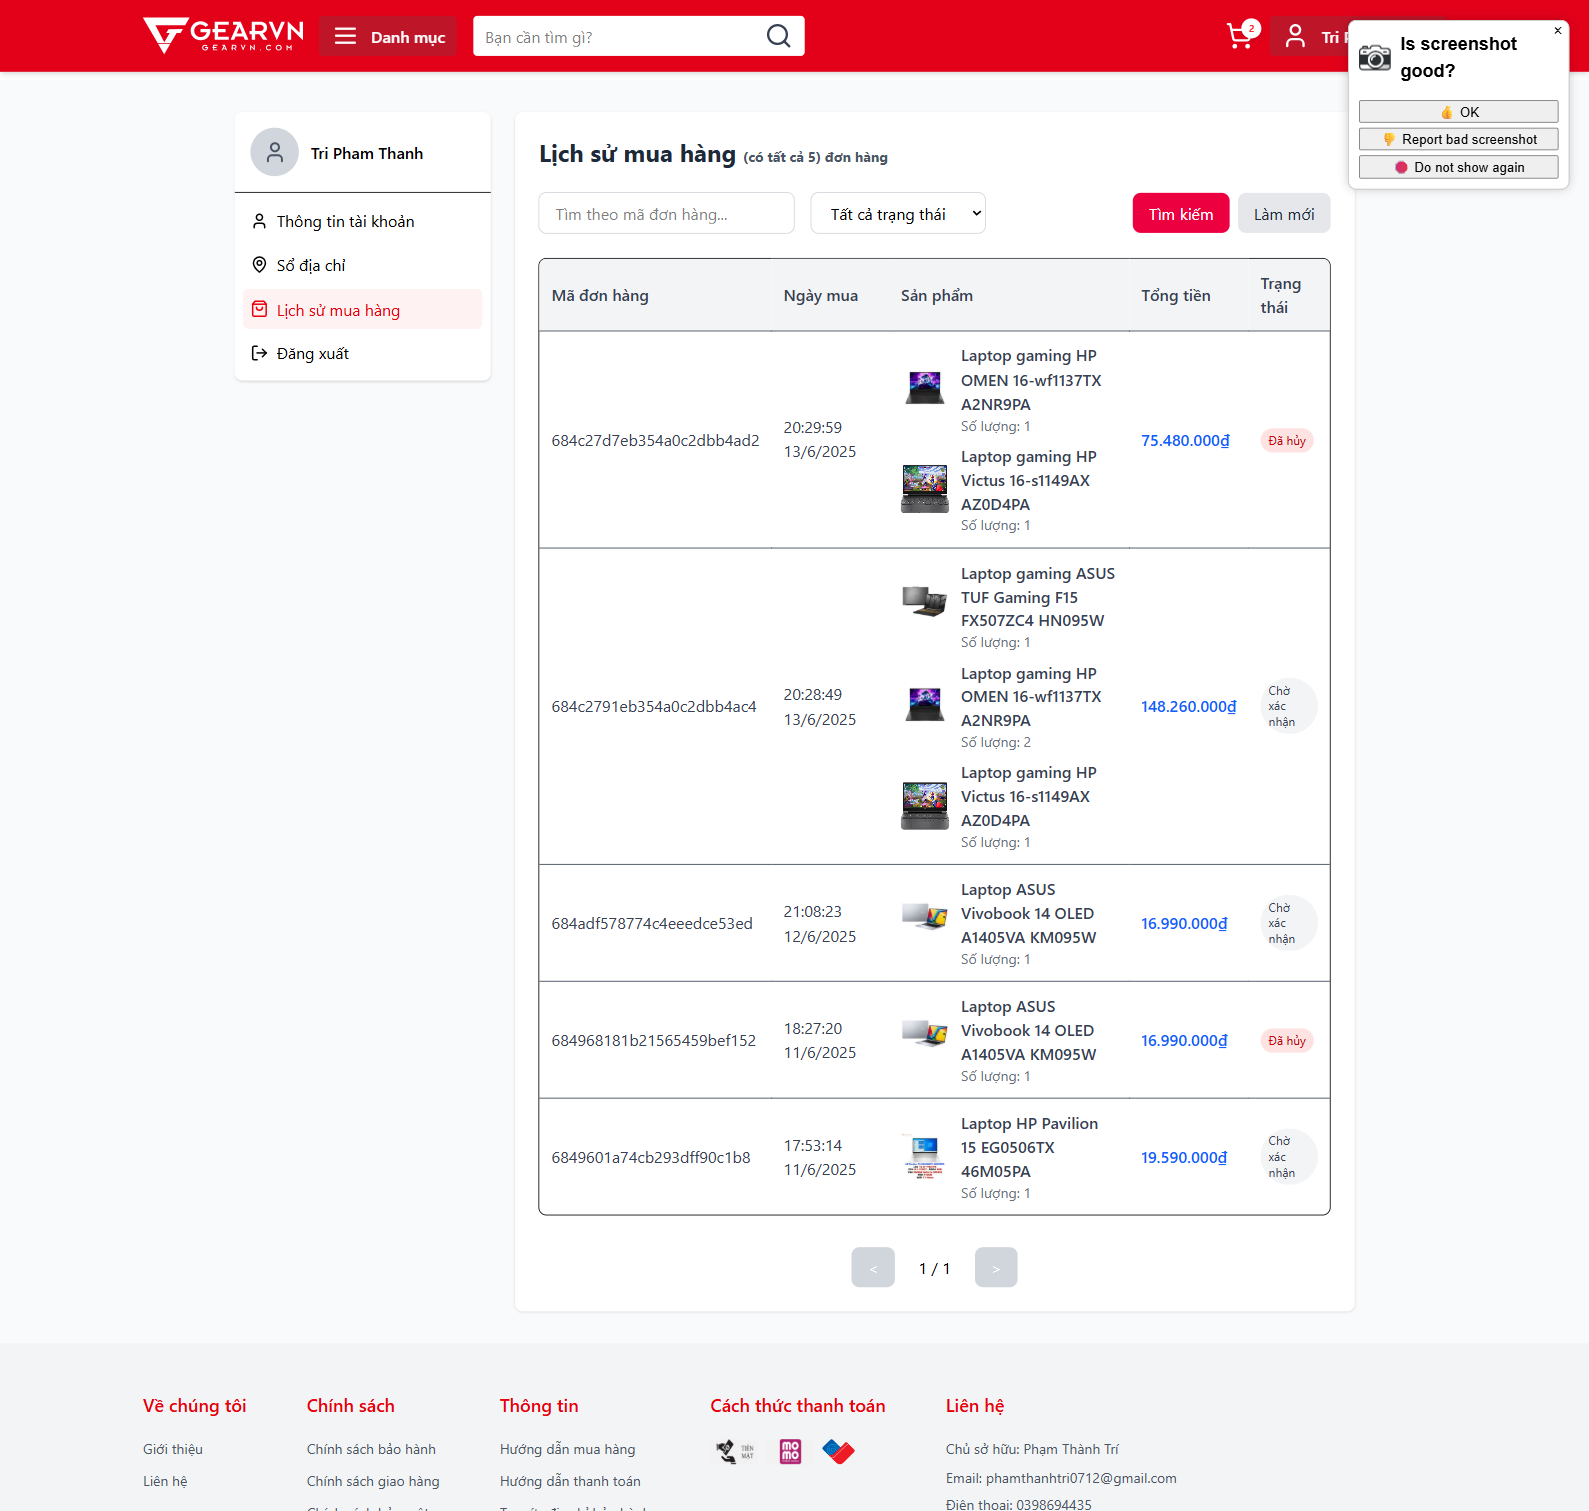 GEARVN
GEARVN.COM
Danh mục
Bạn cần tìm gì?
2
Tri P
×
Is screenshot
good?
OK
Report bad screenshot
Do not show again
Tri Pham Thanh
Thông tin tài khoản
Sổ địa chỉ
Lịch sử mua hàng
Đăng xuất
Lịch sử mua hàng (có tất cả 5) đơn hàng
Tìm theo mã đơn hàng...
Tất cả trạng thái
Tìm kiếm
Làm mới
Mã đơn hàng
Ngày mua
Sản phẩm
Tổng tiền
Trạng
thái
684c27d7eb354a0c2dbb4ad2
20:29:59
13/6/2025
Laptop gaming HP
OMEN 16-wf1137TX
A2NR9PA
Số lượng: 1
Laptop gaming HP
Victus 16-s1149AX
AZ0D4PA
Số lượng: 1
75.480.000₫
Đã hủy
684c2791eb354a0c2dbb4ac4
20:28:49
13/6/2025
Laptop gaming ASUS
TUF Gaming F15
FX507ZC4 HN095W
Số lượng: 1
Laptop gaming HP
OMEN 16-wf1137TX
A2NR9PA
Số lượng: 2
Laptop gaming HP
Victus 16-s1149AX
AZ0D4PA
Số lượng: 1
148.260.000₫
Chờ
xác
nhận
684adf578774c4eeedce53ed
21:08:23
12/6/2025
Laptop ASUS
Vivobook 14 OLED
A1405VA KM095W
Số lượng: 1
16.990.000₫
Chờ
xác
nhận
684968181b21565459bef152
18:27:20
11/6/2025
Laptop ASUS
Vivobook 14 OLED
A1405VA KM095W
Số lượng: 1
16.990.000₫
Đã hủy
6849601a74cb293dff90c1b8
17:53:14
11/6/2025
Laptop HP Pavilion
15 EG0506TX
46M05PA
Số lượng: 1
19.590.000₫
Chờ
xác
nhận
<
1 / 1
>
Về chúng tôi
Giới thiệu
Liên hệ
Chính sách
Chính sách bảo hành
Chính sách giao hàng
Thông tin
Hướng dẫn mua hàng
Hướng dẫn thanh toán
Cách thức thanh toán
TIỀN
MẶT
MOMO
Liên hệ
Chủ sở hữu: Phạm Thành Trí
Email: phamthanhtri0712@gmail.com
Điện thoại: 0398694435